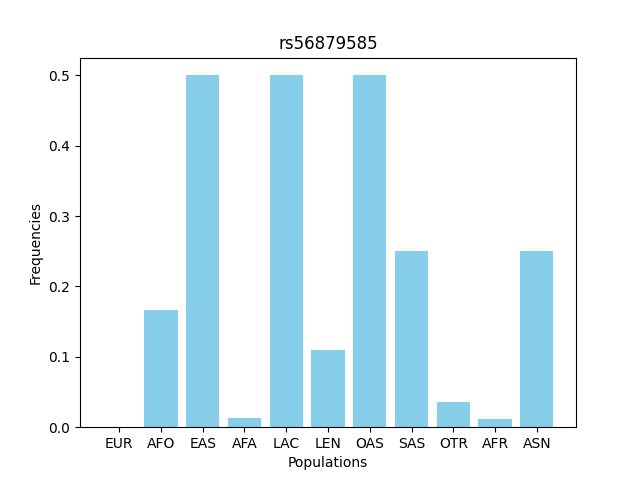 rs56879585
Frequencies
0.5
0.4
0.3
0.2
0.1
0.0
EUR AFO EAS AFA LAC LEN OAS SAS OTR AFR ASN
Populations